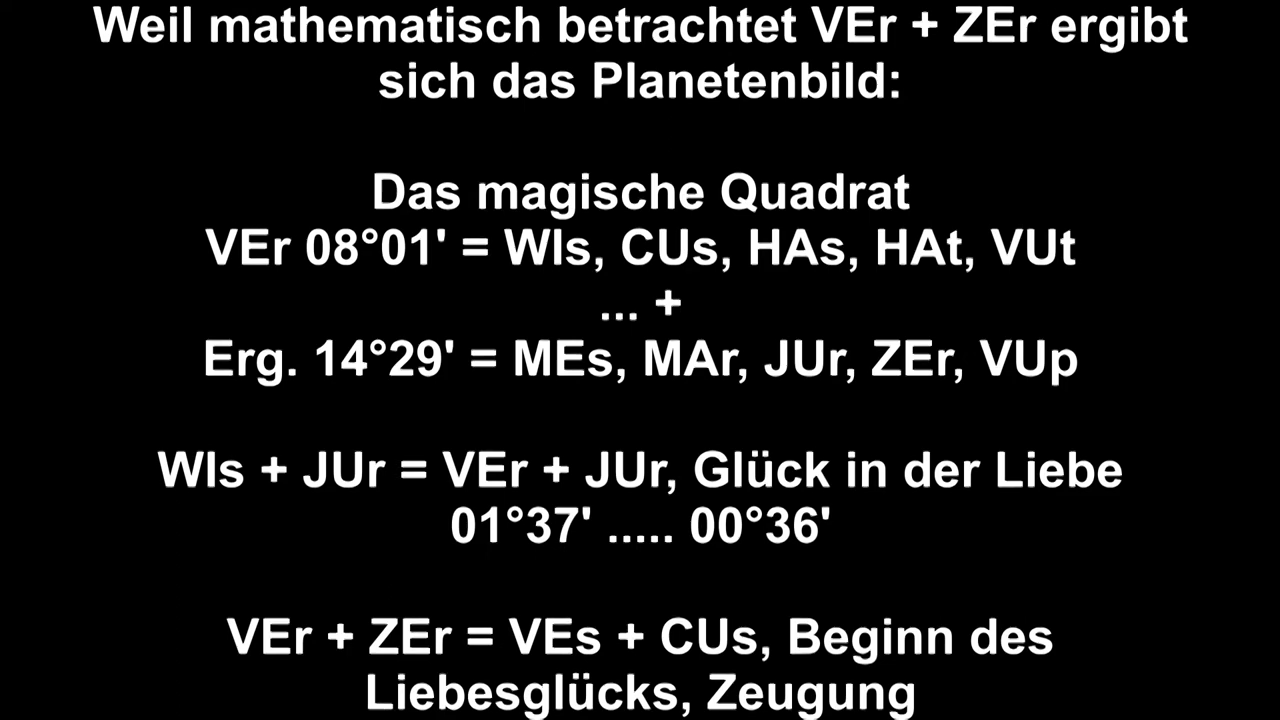 Weil mathematisch betrachtet VEr + ZEr ergibt
sich das Planetenbild:
Das magische Quadrat
VEr 08°01' = WIs, CUs, HAs, HAt, VUt
... +
Erg. 14°29' = MEs, MAr, JUr, ZEr, VUp
WIs + JUr = VEr + JUr, Glück in der Liebe
01°37' ..... 00°36'
VEr + ZEr = VEs + CUs, Beginn des
Liebesglücks, Zeugung